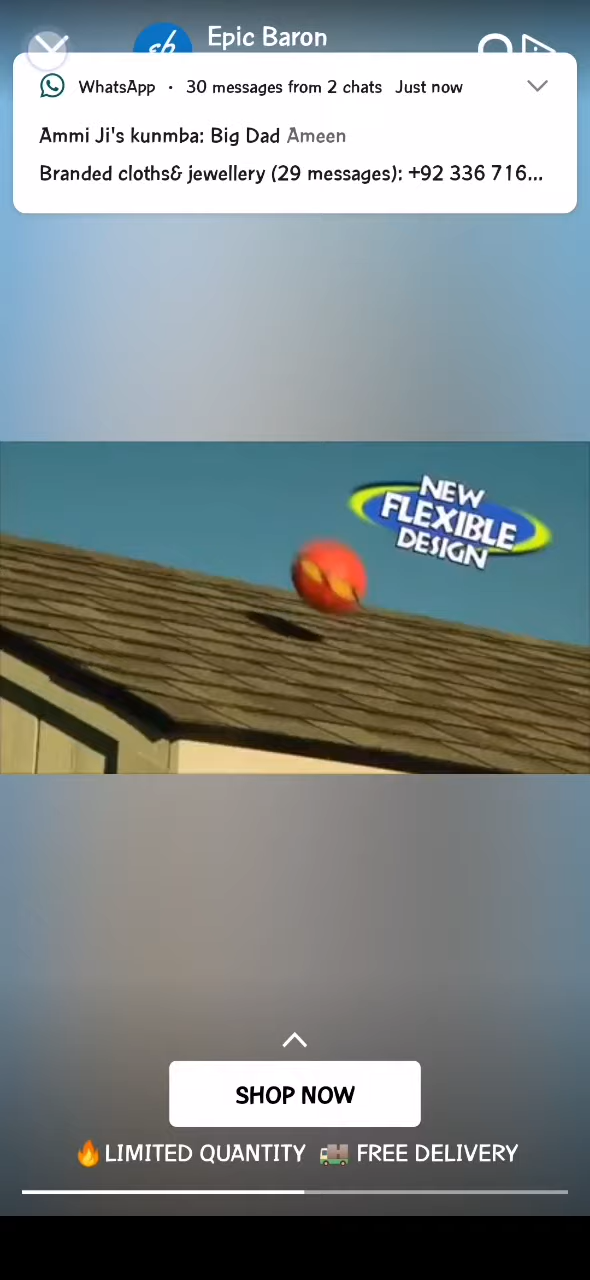 Epic Baron
eb
WhatsApp • 30 messages from 2 chats Just now
Ammi Ji's kunmba: Big Dad Ameen
Branded cloths& jewellery (29 messages): +92 336 716...
NEW
FLEXIBLE
DESIGN
SHOP NOW
🔥LIMITED QUANTITY 🚚 FREE DELIVERY